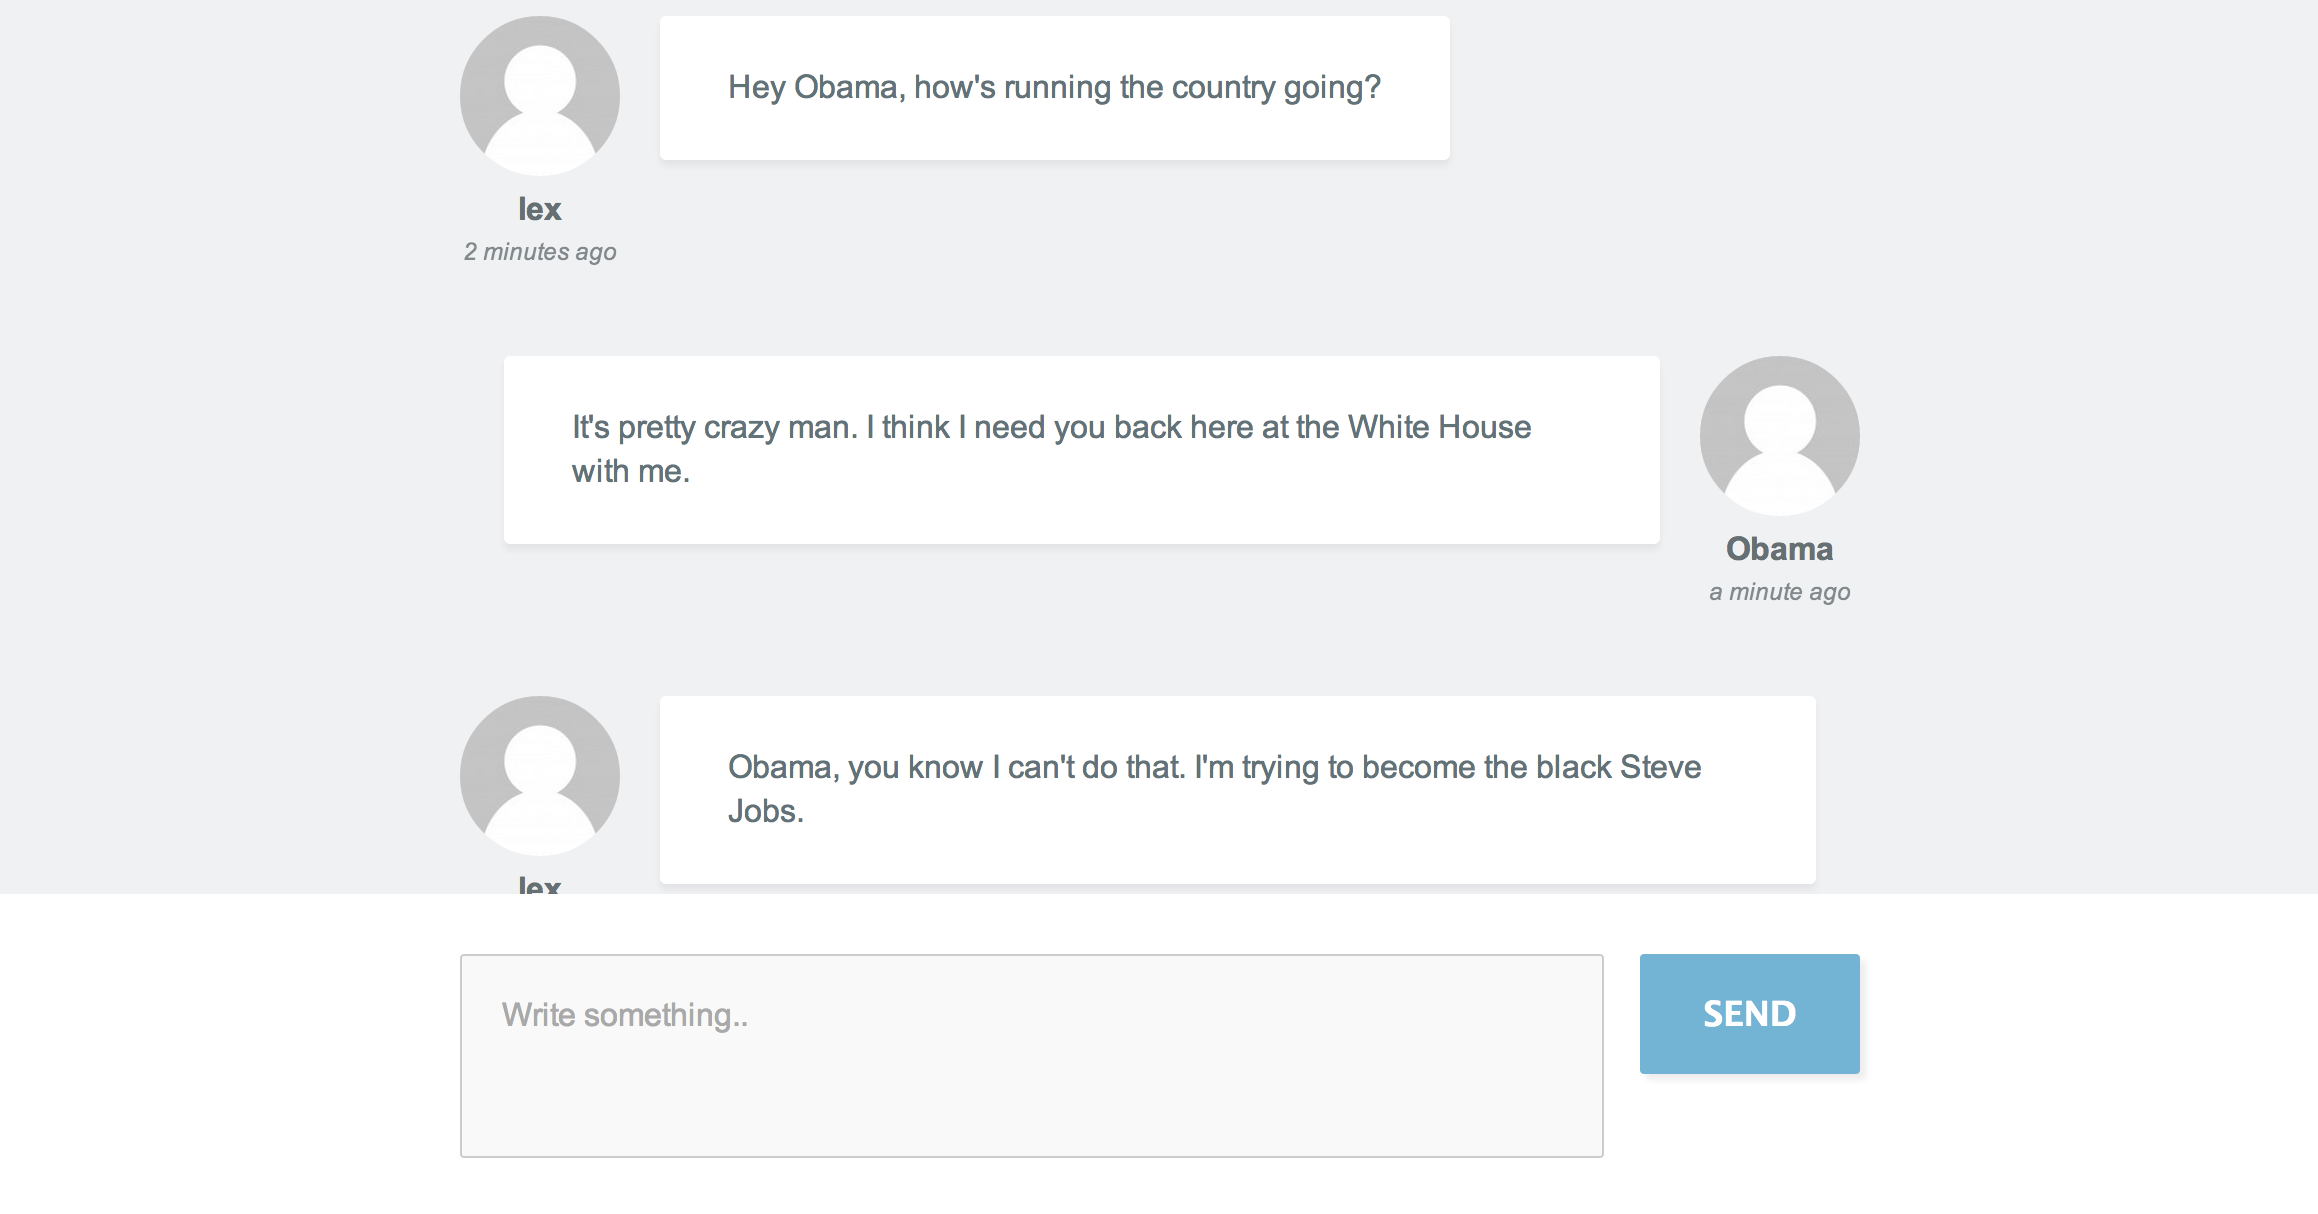 Hey Obama, how's running the country going?
lex
2 minutes ago
It's pretty crazy man. I think I need you back here at the White House
with me.
Obama
a minute ago
Obama, you know I can't do that. I'm trying to become the black Steve
Jobs.
lex
Write something..
SEND